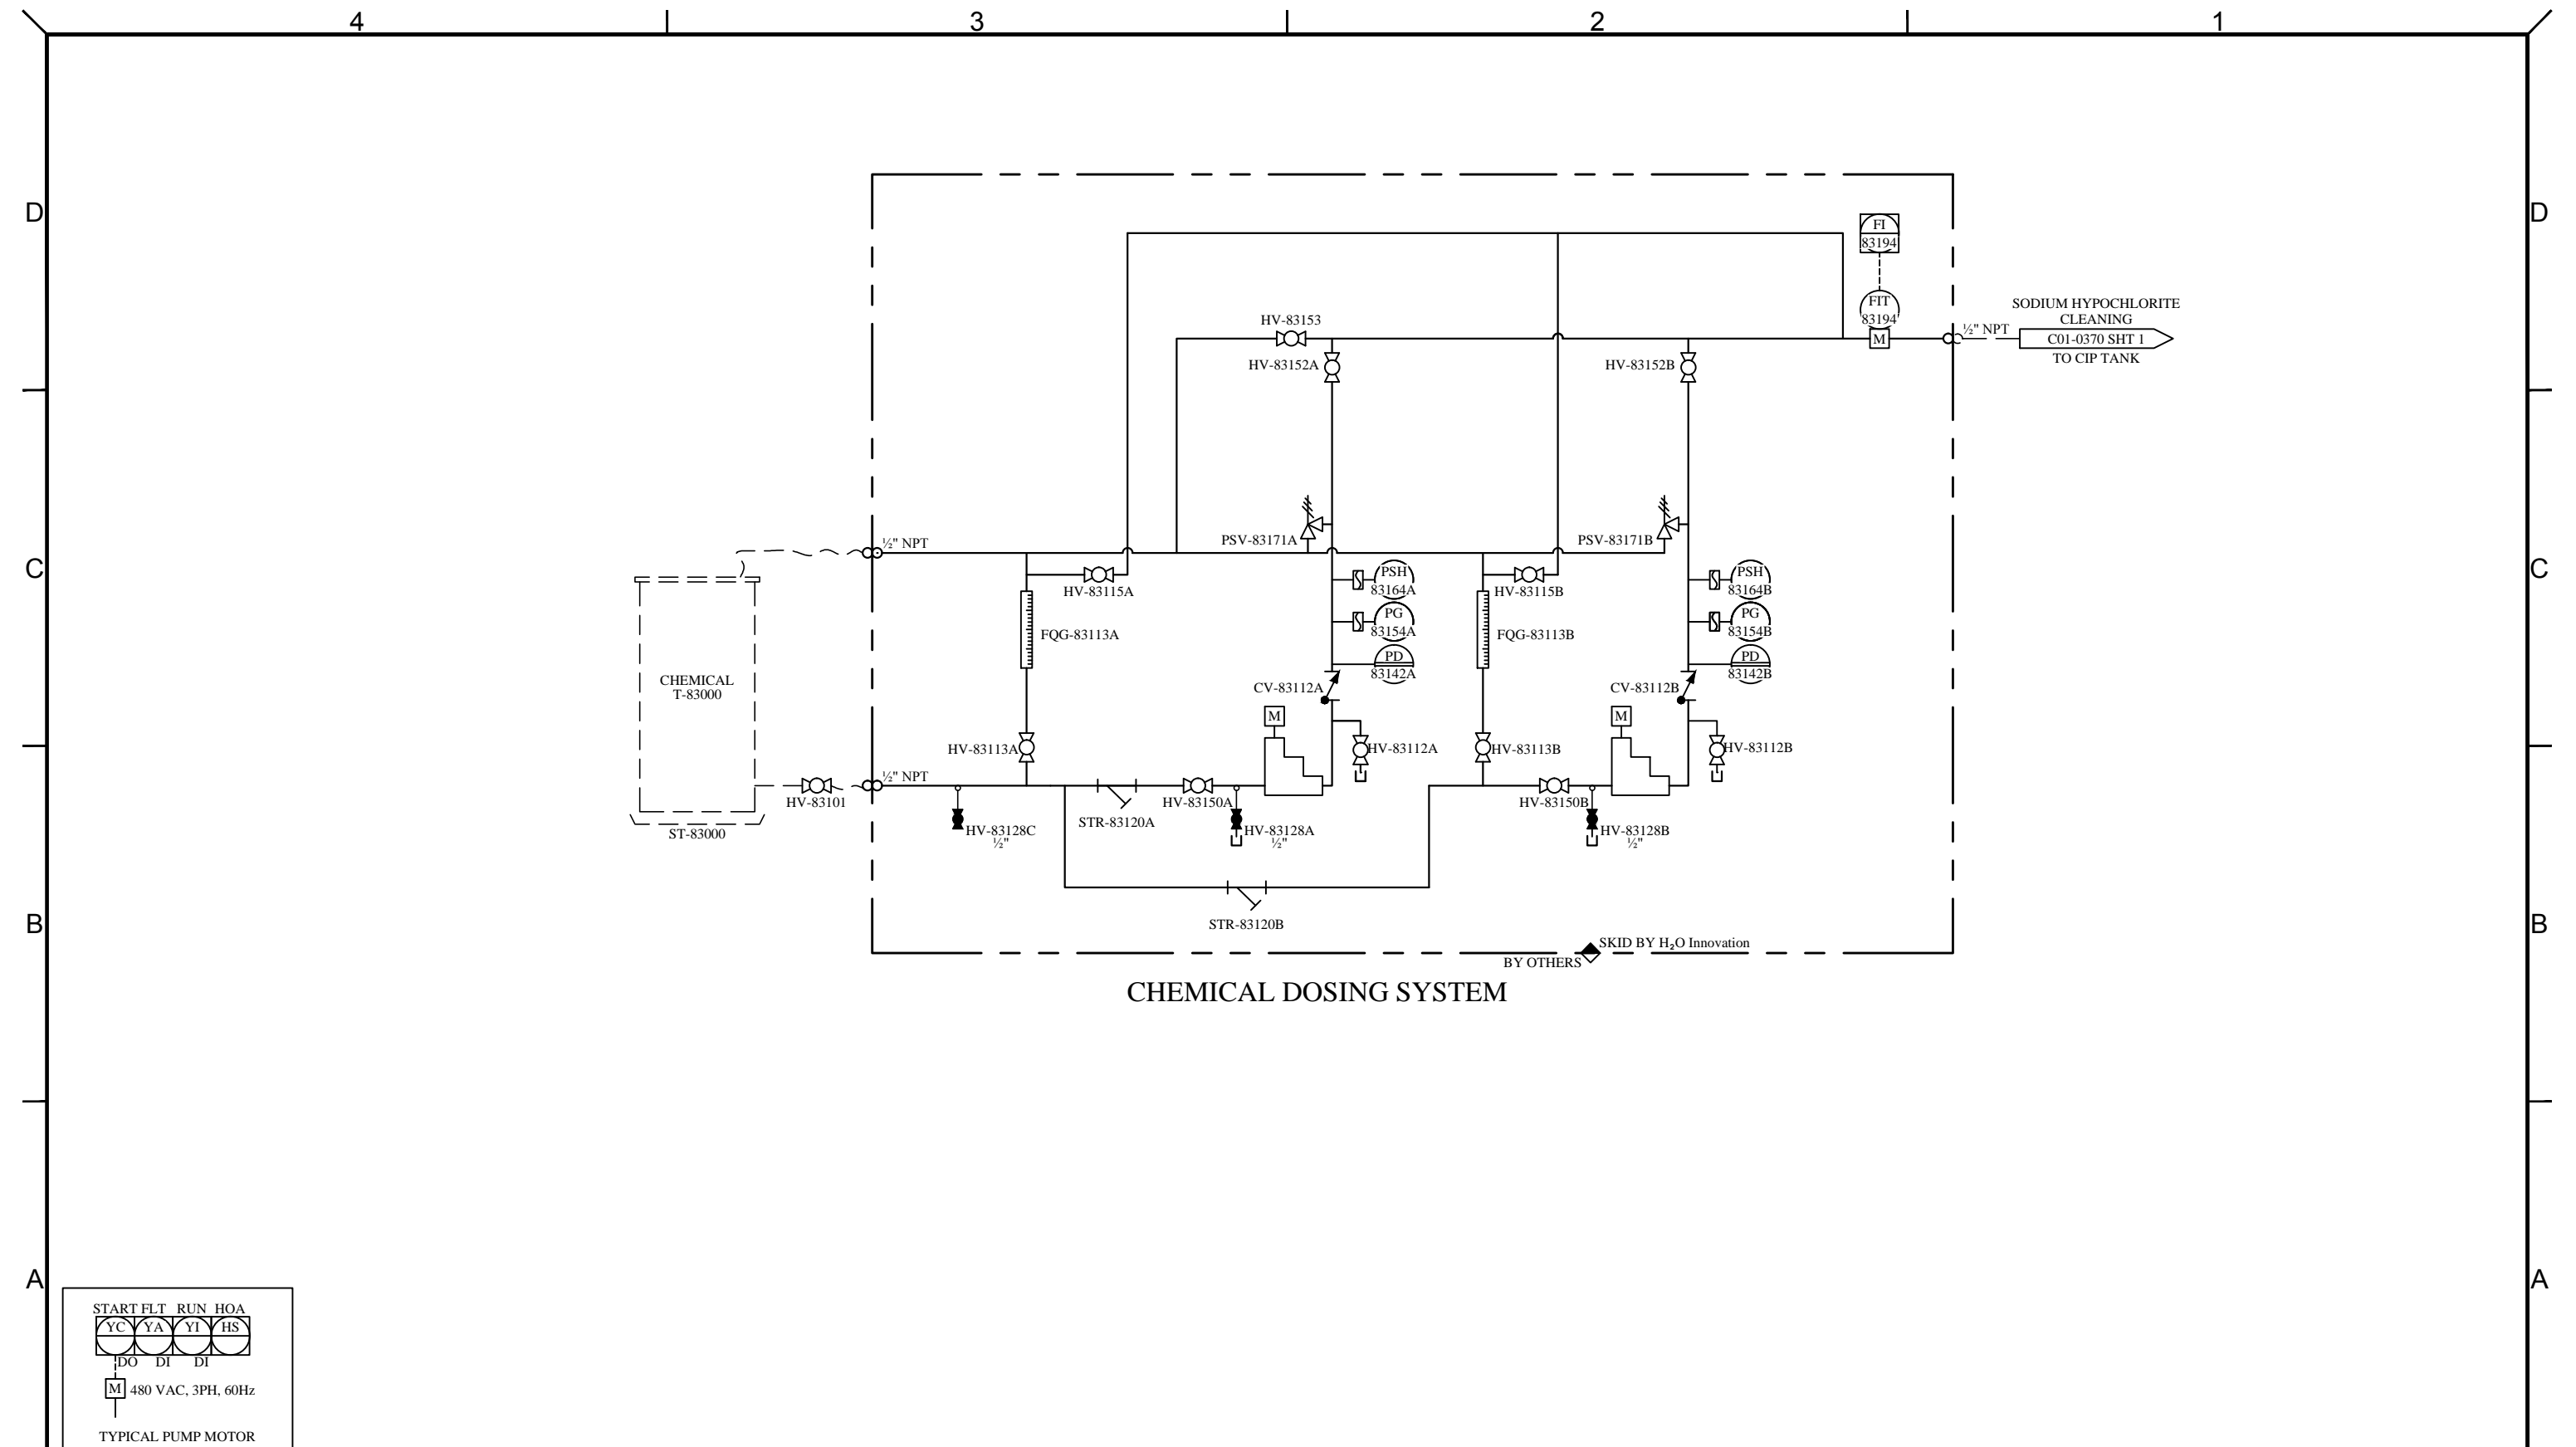 4 3 2 1
D D
FI
83194
FIT
83194
M
SODIUM HYPOCHLORITE
CLEANING
½" NPT
C01-0370 SHT 1
TO CIP TANK
HV-83153
HV-83152A
HV-83152B
PSV-83171A
PSV-83171B
½" NPT
C C
HV-83115A
HV-83115B
PSH
83164A
PSH
83164B
PG
83154A
PG
83154B
FQG-83113A
FQG-83113B
PD
83142A
PD
83142B
CHEMICAL
T-83000
CV-83112A
CV-83112B
M
M
HV-83113A
HV-83112A
HV-83113B
HV-83112B
½" NPT
HV-83101
HV-83150A
HV-83150B
STR-83120A
ST-83000
HV-83128C
½"
HV-83128A
½"
HV-83128B
½"
B B
STR-83120B
SKID BY H₂O Innovation
BY OTHERS
CHEMICAL DOSING SYSTEM
A A
START FLT RUN HOA
YC YA YI HS
DO DI DI
M 480 VAC, 3PH, 60Hz
TYPICAL PUMP MOTOR